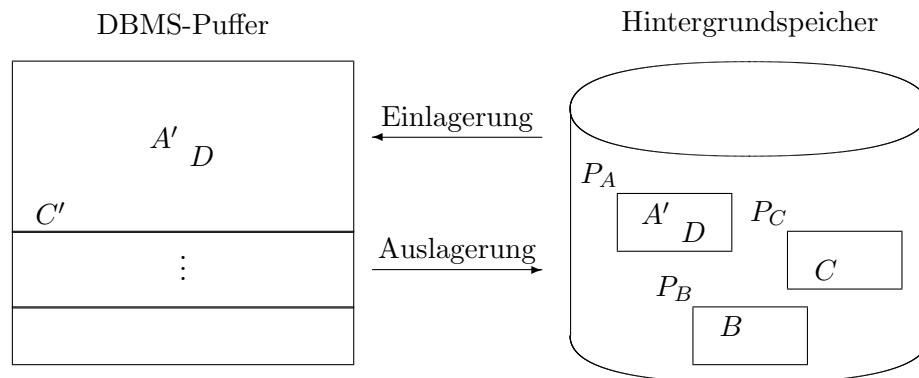 DBMS-Puffer
Hintergrundspeicher
A′ D
C′
⋮
Einlagerung
Auslagerung
P_A
A′ D
P_C
C
P_B
B